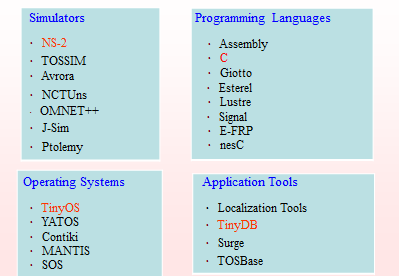 Simulators
· NS-2
· TOSSIM
· Avrora
· NCTUns
· OMNET++
· J-Sim
· Ptolemy
Programming Languages
· Assembly
· C
· Giotto
· Esterel
· Lustre
· Signal
· E-FRP
· nesC
Operating Systems
· TinyOS
· YATOS
· Contiki
· MANTIS
· SOS
Application Tools
· Localization Tools
· TinyDB
· Surge
· TOSBase